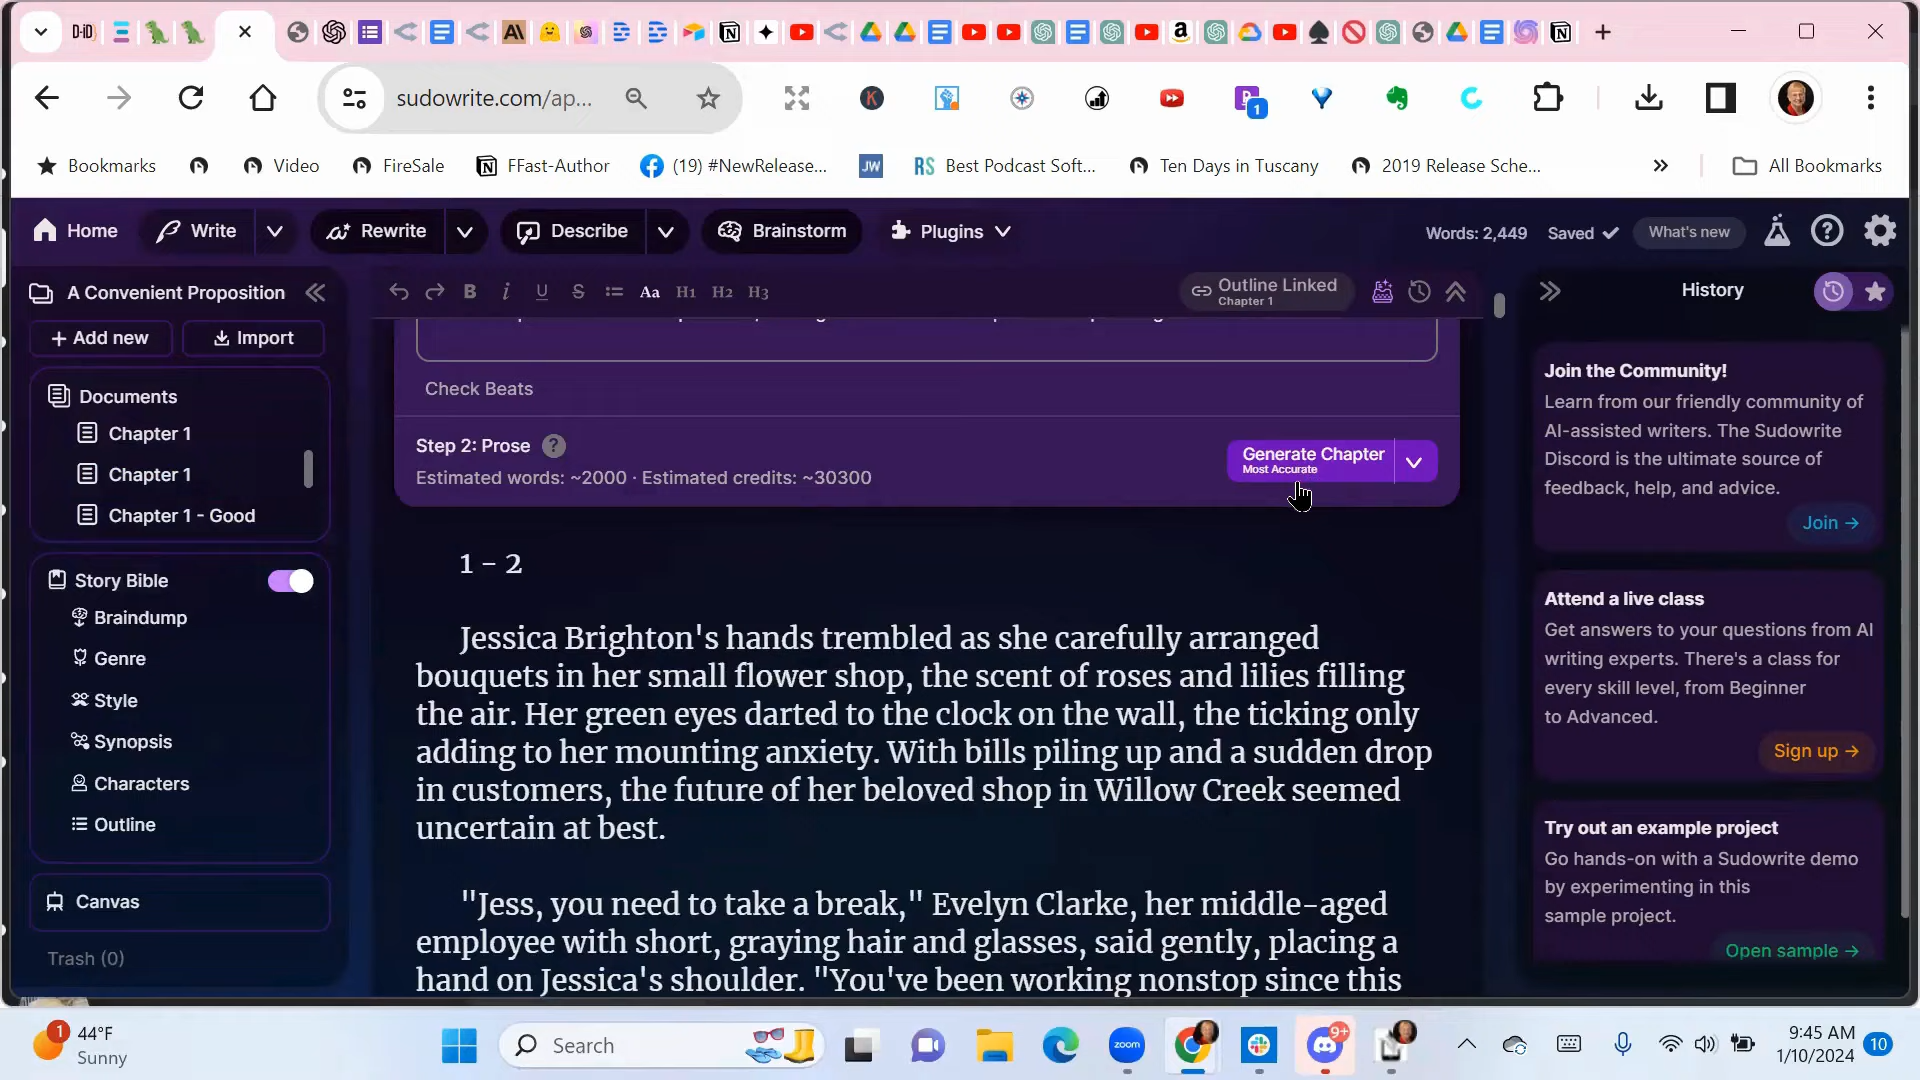 D-iD
sudowrite.com/ap...
1
Bookmarks
Video
FireSale
FFast-Author
(19) #NewRelease...
JW
RS Best Podcast Soft...
Ten Days in Tuscany
2019 Release Sche...
»
All Bookmarks
Home
Write
Rewrite
Describe
Brainstorm
Plugins
Words: 2,449
Saved
What's new
A Convenient Proposition
B i U S Aa H1 H2 H3
Outline Linked
Chapter 1
History
+ Add new
Import
Documents
Chapter 1
Chapter 1
Chapter 1 - Good
Story Bible
Braindump
Genre
Style
Synopsis
Characters
Outline
Canvas
Trash (0)
Check Beats
Step 2: Prose ?
Estimated words: ~2000 · Estimated credits: ~30300
Generate Chapter
Most Accurate
1 - 2
Jessica Brighton's hands trembled as she carefully arranged
bouquets in her small flower shop, the scent of roses and lilies filling
the air. Her green eyes darted to the clock on the wall, the ticking only
adding to her mounting anxiety. With bills piling up and a sudden drop
in customers, the future of her beloved shop in Willow Creek seemed
uncertain at best.
"Jess, you need to take a break," Evelyn Clarke, her middle-aged
employee with short, graying hair and glasses, said gently, placing a
hand on Jessica's shoulder. "You've been working nonstop since this
Join the Community!
Learn from our friendly community of
AI-assisted writers. The Sudowrite
Discord is the ultimate source of
feedback, help, and advice.
Join →
Attend a live class
Get answers to your questions from AI
writing experts. There's a class for
every skill level, from Beginner
to Advanced.
Sign up →
Try out an example project
Go hands-on with a Sudowrite demo
by experimenting in this
sample project.
Open sample →
1
44°F
Sunny
Search
zoom
9+
9:45 AM
1/10/2024
10